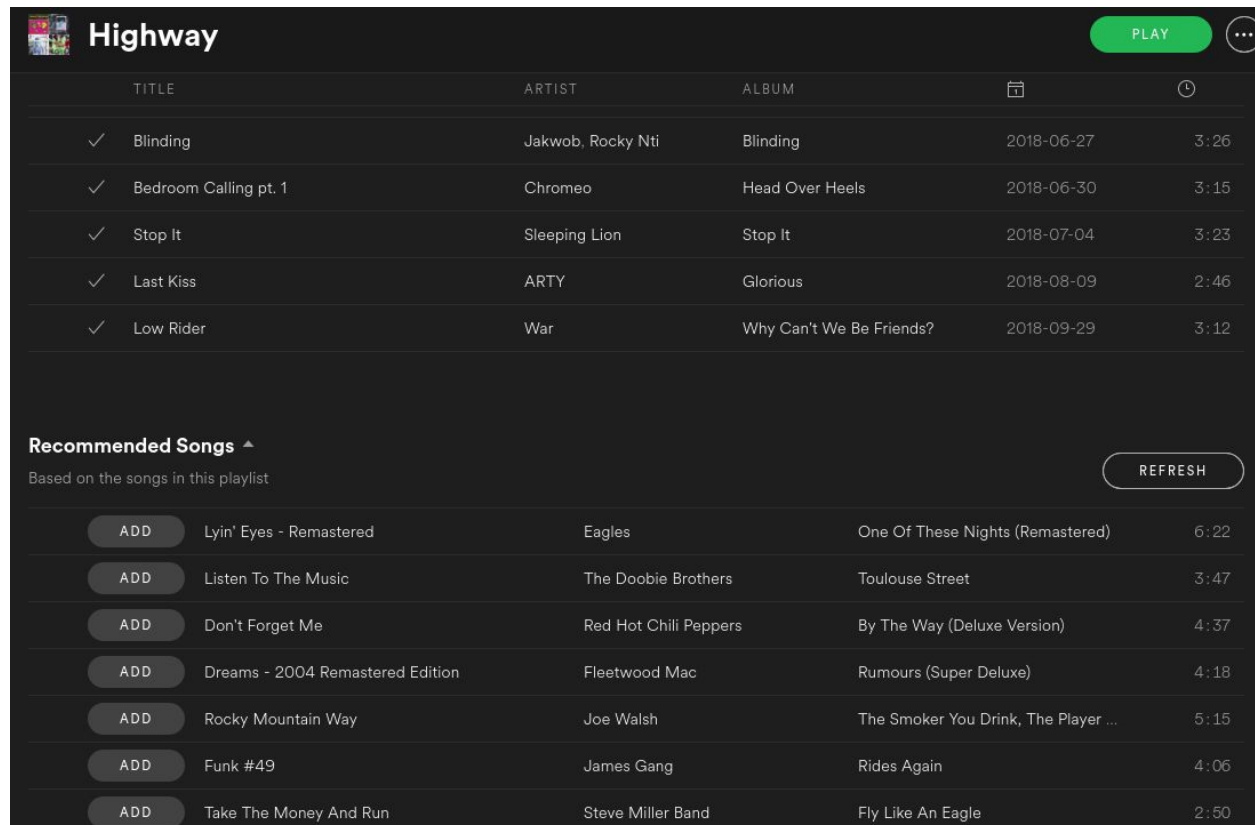 Highway PLAY
TITLE ARTIST ALBUM
Blinding Jakwob, Rocky Nti Blinding 2018-06-27 3:26
Bedroom Calling pt. 1 Chromeo Head Over Heels 2018-06-30 3:15
Stop It Sleeping Lion Stop It 2018-07-04 3:23
Last Kiss ARTY Glorious 2018-08-09 2:46
Low Rider War Why Can't We Be Friends? 2018-09-29 3:12
Recommended Songs
Based on the songs in this playlist REFRESH
ADD Lyin' Eyes - Remastered Eagles One Of These Nights (Remastered) 6:22
ADD Listen To The Music The Doobie Brothers Toulouse Street 3:47
ADD Don't Forget Me Red Hot Chili Peppers By The Way (Deluxe Version) 4:37
ADD Dreams - 2004 Remastered Edition Fleetwood Mac Rumours (Super Deluxe) 4:18
ADD Rocky Mountain Way Joe Walsh The Smoker You Drink, The Player ... 5:15
ADD Funk #49 James Gang Rides Again 4:06
ADD Take The Money And Run Steve Miller Band Fly Like An Eagle 2:50